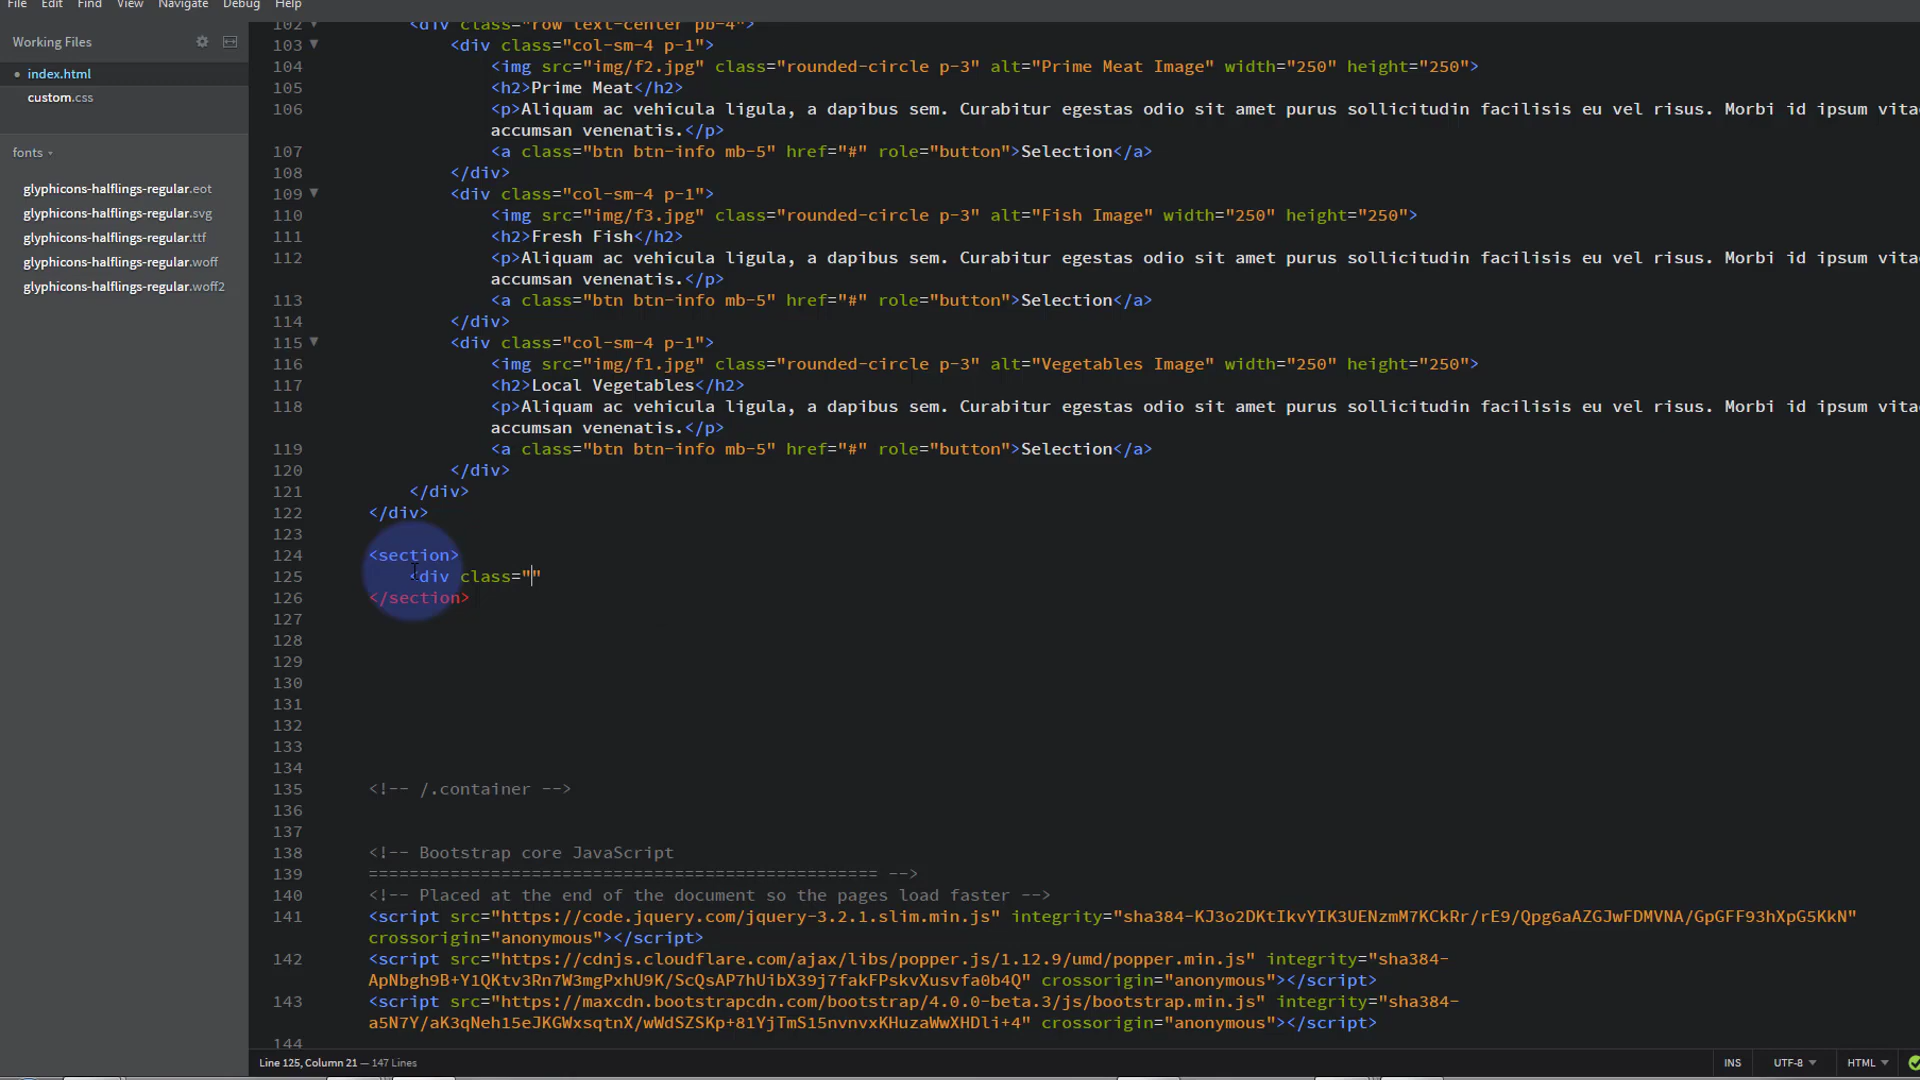 File Edit Find View Navigate Debug Help
Working Files
index.html
custom.css
fonts
glyphicons-halflings-regular.eot
glyphicons-halflings-regular.svg
glyphicons-halflings-regular.ttf
glyphicons-halflings-regular.woff
glyphicons-halflings-regular.woff2
102 <div class="row text-center pb-4">
103 <div class="col-sm-4 p-1">
104 <img src="img/f2.jpg" class="rounded-circle p-3" alt="Prime Meat Image" width="250" height="250">
105 <h2>Prime Meat</h2>
106 <p>Aliquam ac vehicula ligula, a dapibus sem. Curabitur egestas odio sit amet purus sollicitudin facilisis eu vel risus. Morbi id ipsum vita
accumsan venenatis.</p>
107 <a class="btn btn-info mb-5" href="#" role="button">Selection</a>
108 </div>
109 <div class="col-sm-4 p-1">
110 <img src="img/f3.jpg" class="rounded-circle p-3" alt="Fish Image" width="250" height="250">
111 <h2>Fresh Fish</h2>
112 <p>Aliquam ac vehicula ligula, a dapibus sem. Curabitur egestas odio sit amet purus sollicitudin facilisis eu vel risus. Morbi id ipsum vita
accumsan venenatis.</p>
113 <a class="btn btn-info mb-5" href="#" role="button">Selection</a>
114 </div>
115 <div class="col-sm-4 p-1">
116 <img src="img/f1.jpg" class="rounded-circle p-3" alt="Vegetables Image" width="250" height="250">
117 <h2>Local Vegetables</h2>
118 <p>Aliquam ac vehicula ligula, a dapibus sem. Curabitur egestas odio sit amet purus sollicitudin facilisis eu vel risus. Morbi id ipsum vita
accumsan venenatis.</p>
119 <a class="btn btn-info mb-5" href="#" role="button">Selection</a>
120 </div>
121 </div>
122 </div>
123
124 <section>
125 <div class=""
126 </section>
127
128
129
130
131
132
133
134
135 <!-- /.container -->
136
137
138 <!-- Bootstrap core JavaScript
139 ================================================== -->
140 <!-- Placed at the end of the document so the pages load faster -->
141 <script src="https://code.jquery.com/jquery-3.2.1.slim.min.js" integrity="sha384-KJ3o2DKtIkvYIK3UENzmM7KCkRr/rE9/Qpg6aAZGJwFDMVNA/GpGFF93hXpG5KkN"
crossorigin="anonymous"></script>
142 <script src="https://cdnjs.cloudflare.com/ajax/libs/popper.js/1.12.9/umd/popper.min.js" integrity="sha384-
ApNbgh9B+Y1QKtv3Rn7W3mgPxhU9K/ScQsAP7hUibX39j7fakFPskvXusvfa0b4Q" crossorigin="anonymous"></script>
143 <script src="https://maxcdn.bootstrapcdn.com/bootstrap/4.0.0-beta.3/js/bootstrap.min.js" integrity="sha384-
a5N7Y/aK3qNeh15eJKGWxsqtnX/wWdSZSKp+81YjTmS15nvnvxKHuzaWwXHDli+4" crossorigin="anonymous"></script>
144
Line 125, Column 21 — 147 Lines
INS UTF-8 HTML